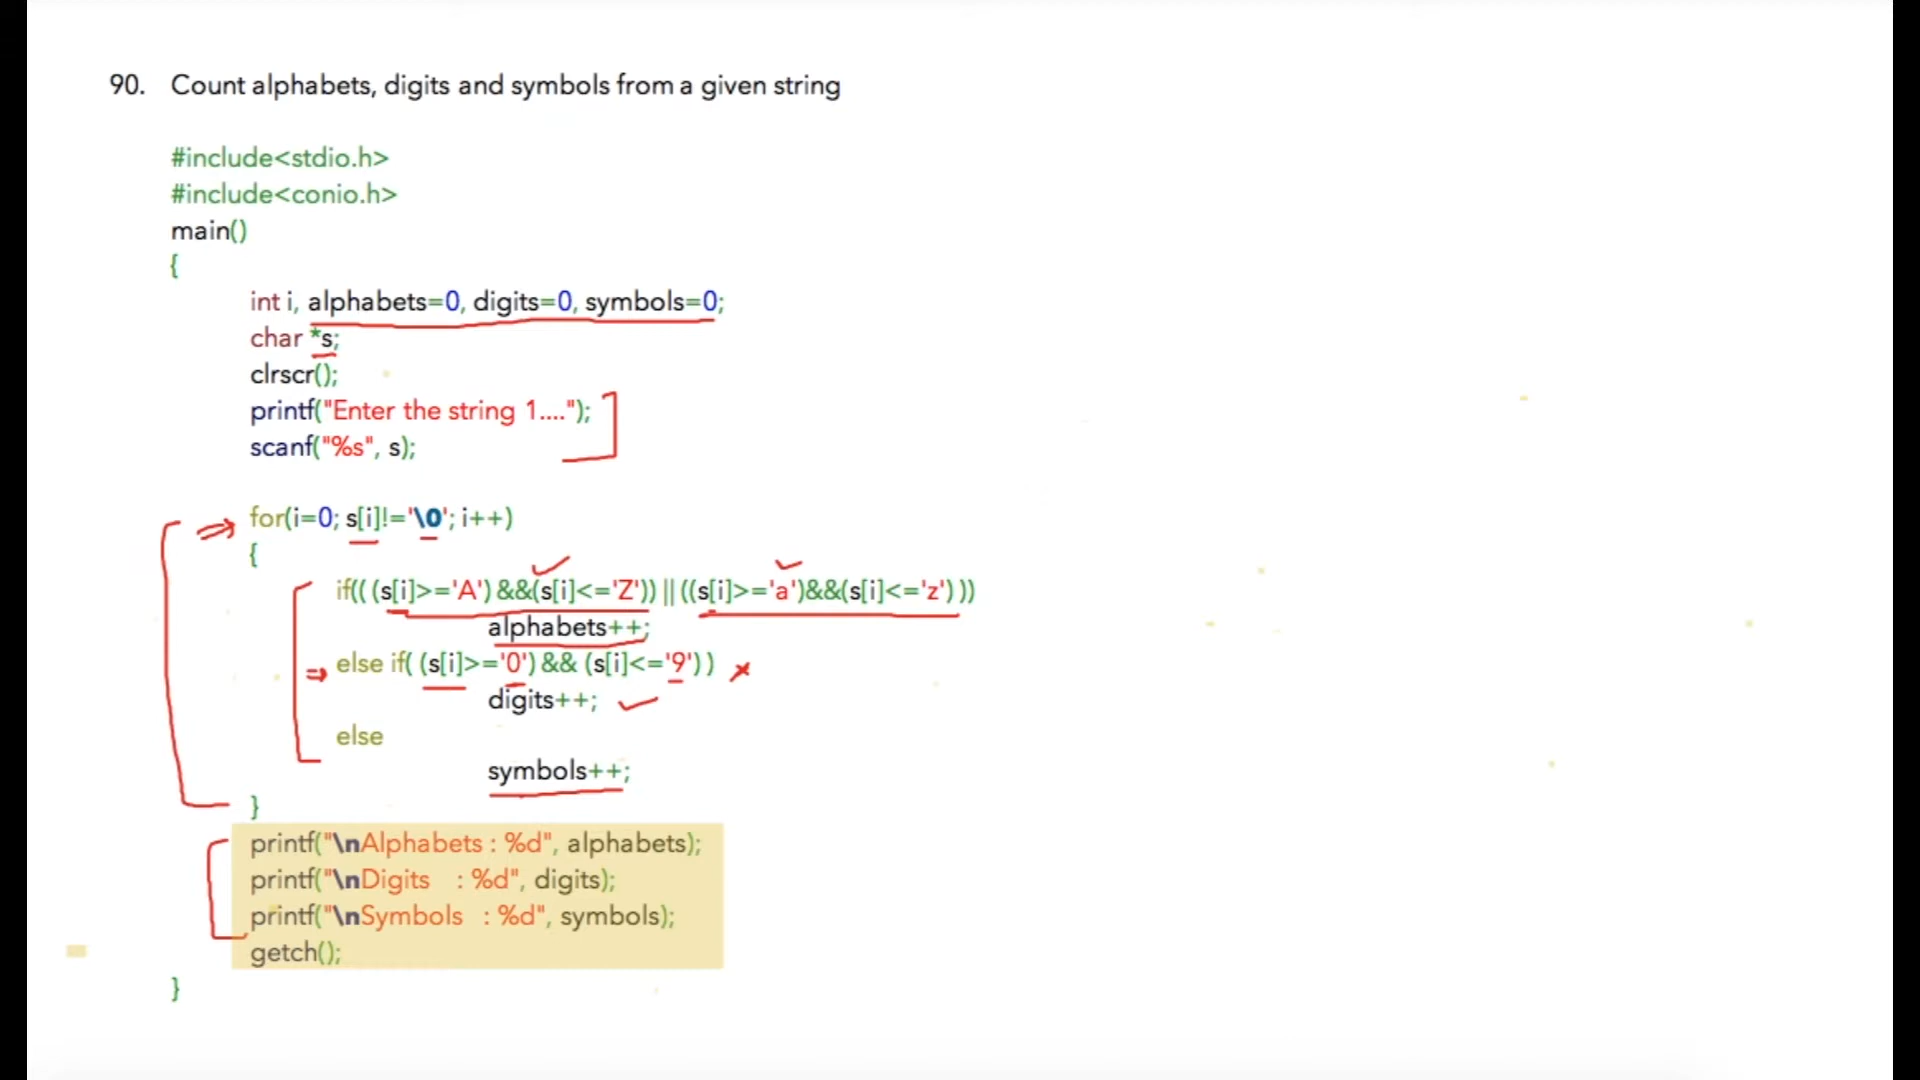 90. Count alphabets, digits and symbols from a given string
#include<stdio.h>
#include<conio.h>
main()
{
int i, alphabets=0, digits=0, symbols=0;
char *s;
clrscr();
printf("Enter the string 1....");
scanf("%s", s);
for(i=0; s[i]!='\0'; i++)
{
if(( (s[i]>='A') &&(s[i]<='Z')) || ((s[i]>='a')&&(s[i]<='z') ))
alphabets++;
else if( (s[i]>='0') && (s[i]<='9') )
digits++;
else
symbols++;
}
printf("\nAlphabets : %d", alphabets);
printf("\nDigits   : %d", digits);
printf("\nSymbols  : %d", symbols);
getch();
}